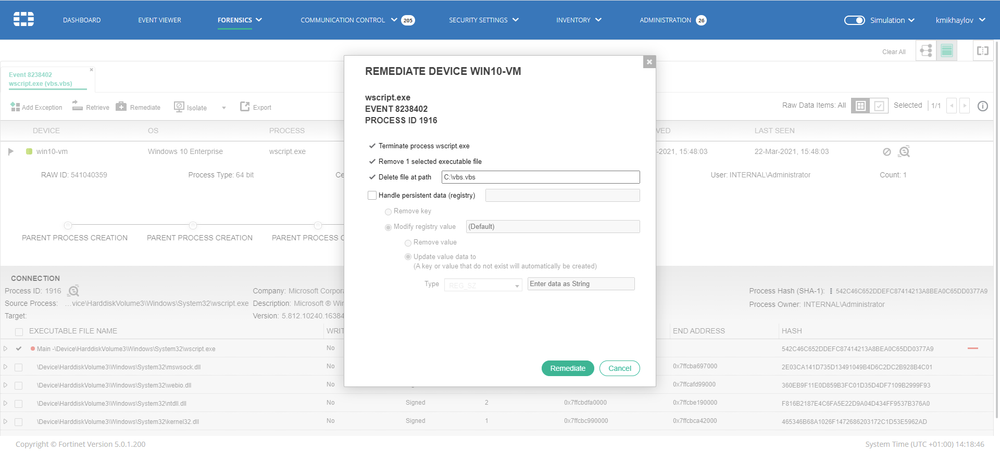 DASHBOARD
EVENT VIEWER
FORENSICS
COMMUNICATION CONTROL 205
SECURITY SETTINGS
INVENTORY
ADMINISTRATION 26
Simulation
kmikhaylov
Clear All
Event 8238402
wscript.exe (vbs.vbs)
Add Exception
Retrieve
Remediate
Isolate
Export
Raw Data Items: All
Selected
1/1
DEVICE
OS
PROCESS
VED
LAST SEEN
win10-vm
Windows 10 Enterprise
wscript.exe
-2021, 15:48:03
22-Mar-2021, 15:48:03
RAW ID: 541040359
Process Type: 64 bit
Ce
User: INTERNAL\Administrator
Count: 1
PARENT PROCESS CREATION
PARENT PROCESS CREATION
PARENT PROCESS C
REMEDIATE DEVICE WIN10-VM
wscript.exe
EVENT 8238402
PROCESS ID 1916
Terminate process wscript.exe
Remove 1 selected executable file
Delete file at path
C:\vbs.vbs
Handle persistent data (registry)
Remove key
Modify registry value
(Default)
Remove value
Update value data to
(A key or value that do not exist will automatically be created)
Type
REG_SZ
Enter data as String
Remediate
Cancel
CONNECTION
Process ID: 1916
Company: Microsoft Corpora
Process Hash (SHA-1): 542C46C652DDEFC87414213A8BEA0C65DD0377A9
Source Process: ...vice\HarddiskVolume3\Windows\System32\wscript.exe
Description: Microsoft ® Wir
Process Owner: INTERNAL\Administrator
Target:
Version: 5.812.10240.16384
EXECUTABLE FILE NAME
WRIT
END ADDRESS
HASH
Main -\Device\HarddiskVolume3\Windows\System32\wscript.exe
No
542C46C652DDEFC87414213A8BEA0C65DD0377A9
\Device\HarddiskVolume3\Windows\System32\mswsock.dll
No
0x7ffcba697000
2E03CA141D735D13491049B4D6C2DC2B928B4C01
\Device\HarddiskVolume3\Windows\System32\webio.dll
No
0x7ffcafd99000
360EB9F11E0D859B3FC01D35D4DF7109B2999F93
\Device\HarddiskVolume3\Windows\System32\ntdll.dll
No
Signed
2
0x7ffcbdfa0000
0x7ffcbe190000
F816B2187E4C6FA5E22D9A04D434FF9537B376A0
\Device\HarddiskVolume3\Windows\System32\kernel32.dll
No
Signed
1
0x7ffcbc990000
0x7ffcbca42000
465346B68A1026F1472686203172C1D53E5962AD
Copyright © Fortinet Version 5.0.1.200
System Time (UTC +01:00) 14:18:46